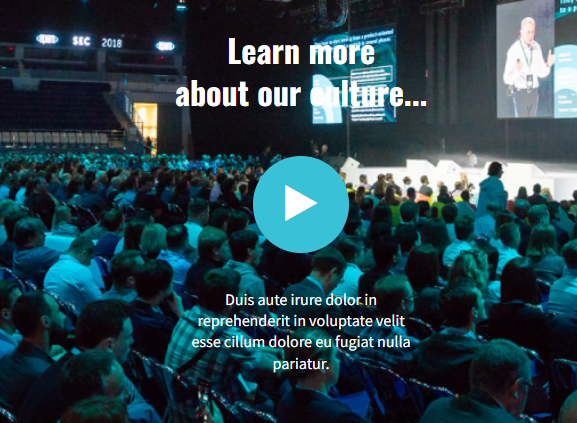 SEC 2018
Learn more
about our culture...
Duis aute irure dolor in
reprehenderit in voluptate velit
esse cillum dolore eu fugiat nulla
pariatur.